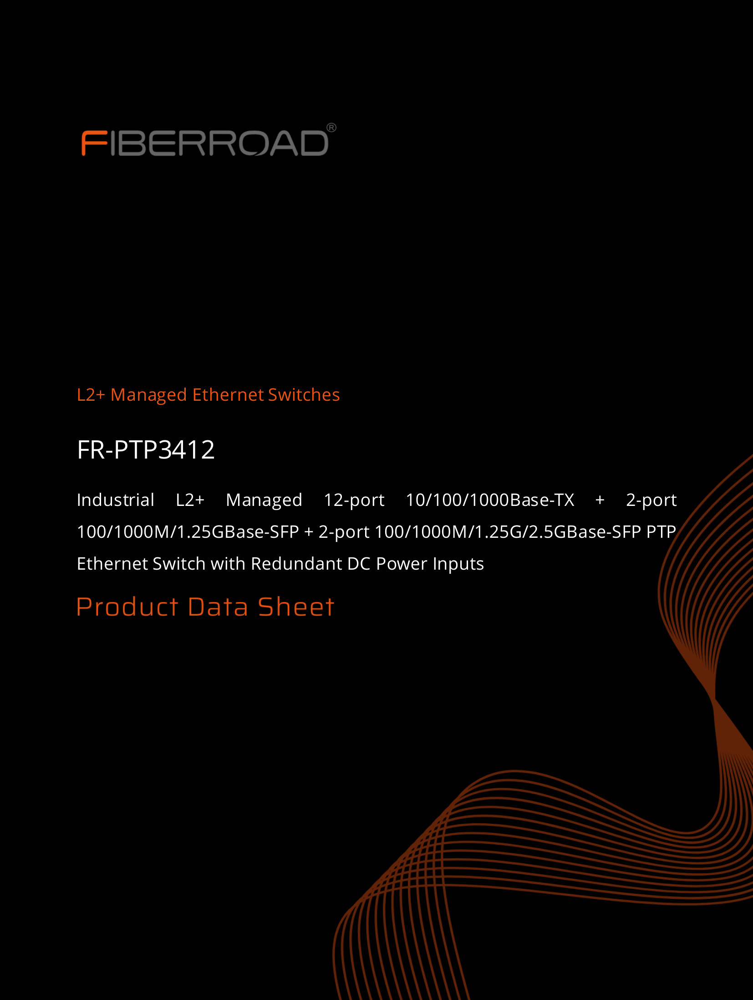 FIBERROAD®
L2+ Managed Ethernet Switches
FR-PTP3412
Industrial L2+ Managed 12-port 10/100/1000Base-TX + 2-port
100/1000M/1.25GBase-SFP + 2-port 100/1000M/1.25G/2.5GBase-SFP PTP
Ethernet Switch with Redundant DC Power Inputs
Product Data Sheet